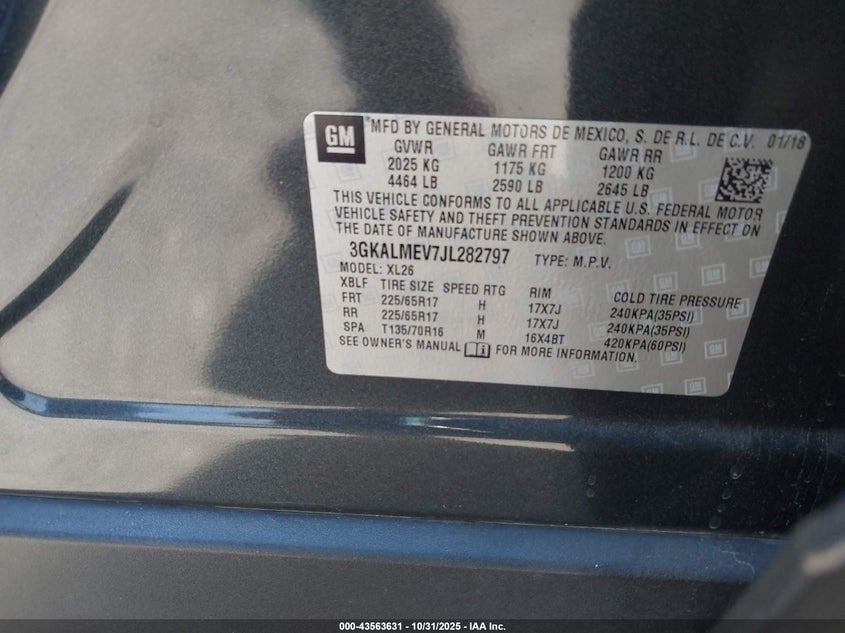 GM MFD BY GENERAL MOTORS DE MEXICO, S. DE R.L. DE C.V. 01/18
GVWR GAWR FRT GAWR RR
2025 KG 1175 KG 1200 KG
4464 LB 2590 LB 2645 LB
THIS VEHICLE CONFORMS TO ALL APPLICABLE U.S. FEDERAL MOTOR
VEHICLE SAFETY AND THEFT PREVENTION STANDARDS IN EFFECT ON
THE DATE OF MANUFACTURE SHOWN ABOVE.
3GKALMEV7JL282797 TYPE: M.P.V.
MODEL: XL26
XBLF TIRE SIZE SPEED RTG RIM COLD TIRE PRESSURE
FRT 225/65R17 H 17X7J 240KPA(35PSI)
RR 225/65R17 H 17X7J 240KPA(35PSI)
SPA T135/70R16 M 16X4BT 420KPA(60PSI)
SEE OWNER'S MANUAL FOR MORE INFORMATION.
000-43563631 - 10/31/2025 - IAA Inc.